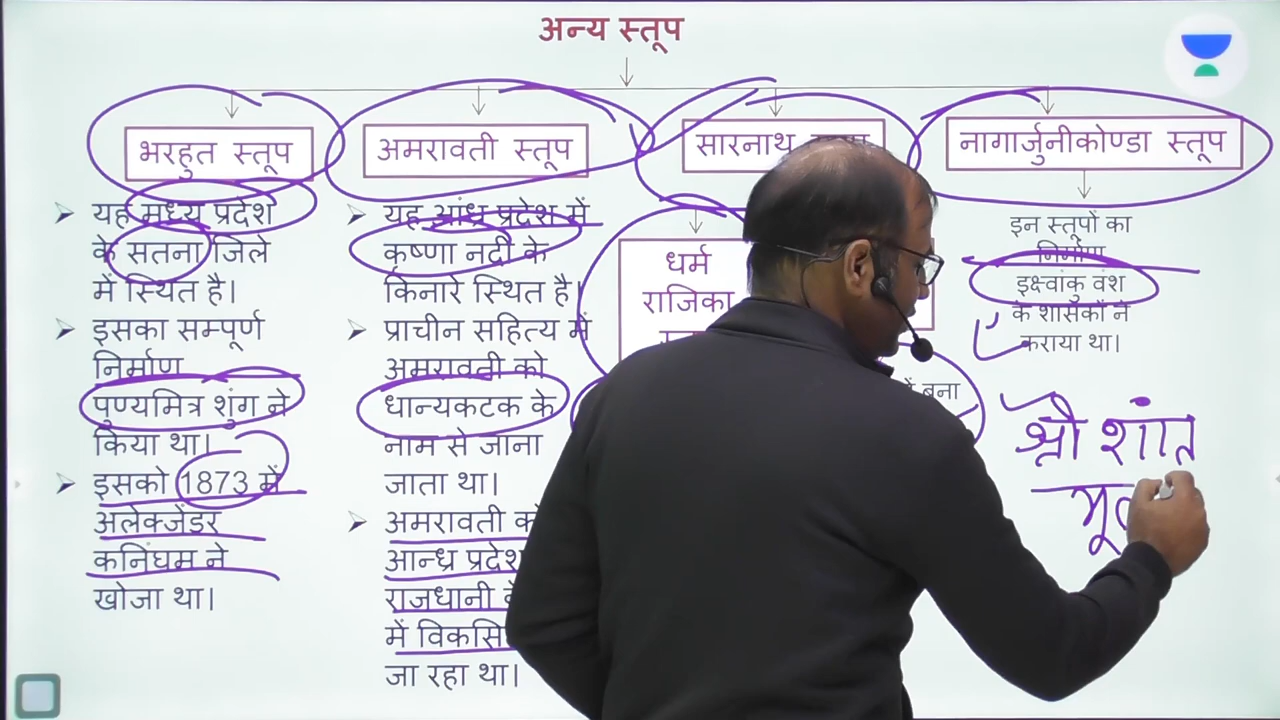 अन्य स्तूप
भरहुत स्तूप
यह मध्य प्रदेश
के सतना जिले
में स्थित है।
इसका सम्पूर्ण
निर्माण
पुण्यमित्र शुंग ने
किया था।
इसको 1873 में
अलेक्जेंडर
कनिंघम ने
खोजा था।
अमरावती स्तूप
यह आंध्र प्रदेश में
कृष्णा नदी के
किनारे स्थित है।
प्राचीन सहित्य में
अमरावती को
धान्यकटक के
नाम से जाना
जाता था।
अमरावती को
आन्ध्र प्रदेश
राजधानी
में
जा रहा था।
सारनाथ
धर्म
राजिका
बना
नागार्जुनीकोण्डा स्तूप
इन स्तूपों का
निर्माण
इक्ष्वांकु वंश
के शासकों ने
कराया था।
श्री शांत